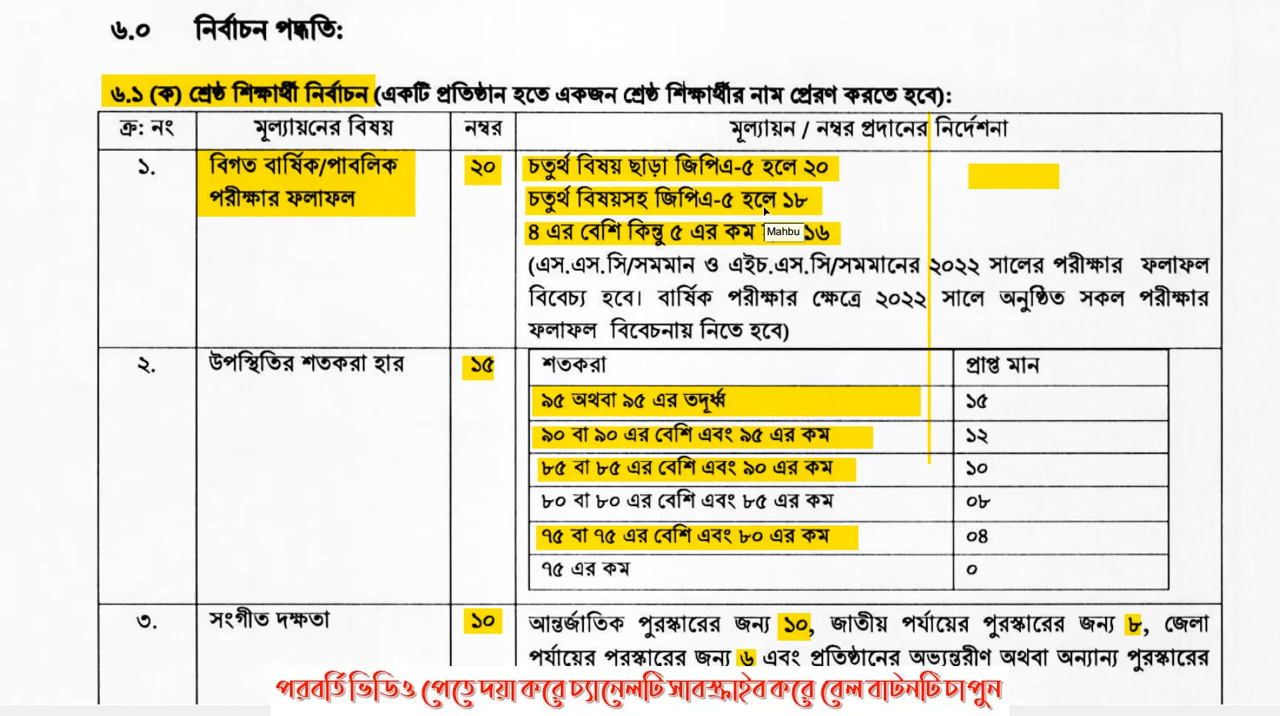 ৬.০ নির্বাচন পদ্ধতি:
৬.১ (ক) শ্রেষ্ঠ শিক্ষার্থী নির্বাচন (একটি প্রতিষ্ঠান হতে একজন শ্রেষ্ঠ শিক্ষার্থীর নাম প্রেরণ করতে হবে):
ক্র: নং মূল্যায়নের বিষয় নম্বর মূল্যায়ন / নম্বর প্রদানের নির্দেশনা
১. বিগত বার্ষিক/পাবলিক ২০ চতুর্থ বিষয় ছাড়া জিপিএ-৫ হলে ২০
পরীক্ষার ফলাফল চতুর্থ বিষয়সহ জিপিএ-৫ হলে ১৮
৪ এর বেশি কিন্তু ৫ এর কম ১৬
Mahbu
(এস.এস.সি/সমমান ও এইচ.এস.সি/সমমানের ২০২২ সালের পরীক্ষার ফলাফল
বিবেচ্য হবে। বার্ষিক পরীক্ষার ক্ষেত্রে ২০২২ সালে অনুষ্ঠিত সকল পরীক্ষার
ফলাফল বিবেচনায় নিতে হবে)
২. উপস্থিতির শতকরা হার ১৫ শতকরা প্রাপ্ত মান
৯৫ অথবা ৯৫ এর তদূর্ধ্ব ১৫
৯০ বা ৯০ এর বেশি এবং ৯৫ এর কম ১২
৮৫ বা ৮৫ এর বেশি এবং ৯০ এর কম ১০
৮০ বা ৮০ এর বেশি এবং ৮৫ এর কম ০৮
৭৫ বা ৭৫ এর বেশি এবং ৮০ এর কম ০৪
৭৫ এর কম ০
৩. সংগীত দক্ষতা ১০ আন্তর্জাতিক পুরস্কারের জন্য ১০, জাতীয় পর্যায়ের পুরস্কারের জন্য ৮, জেলা
পর্যায়ের পুরস্কারের জন্য ৬ এবং প্রতিষ্ঠানের অভ্যন্তরীণ অথবা অন্যান্য পুরস্কারের
পরবর্তি ভিডিও পেতে দয়া করে চ্যানেলটি সাবস্ক্রাইব করে বেল বাটনটি চাপুন